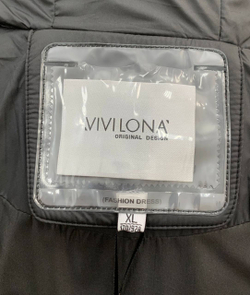 VIVILONA'
ORIGINAL DESIGN
(FASHION DRESS)
XL